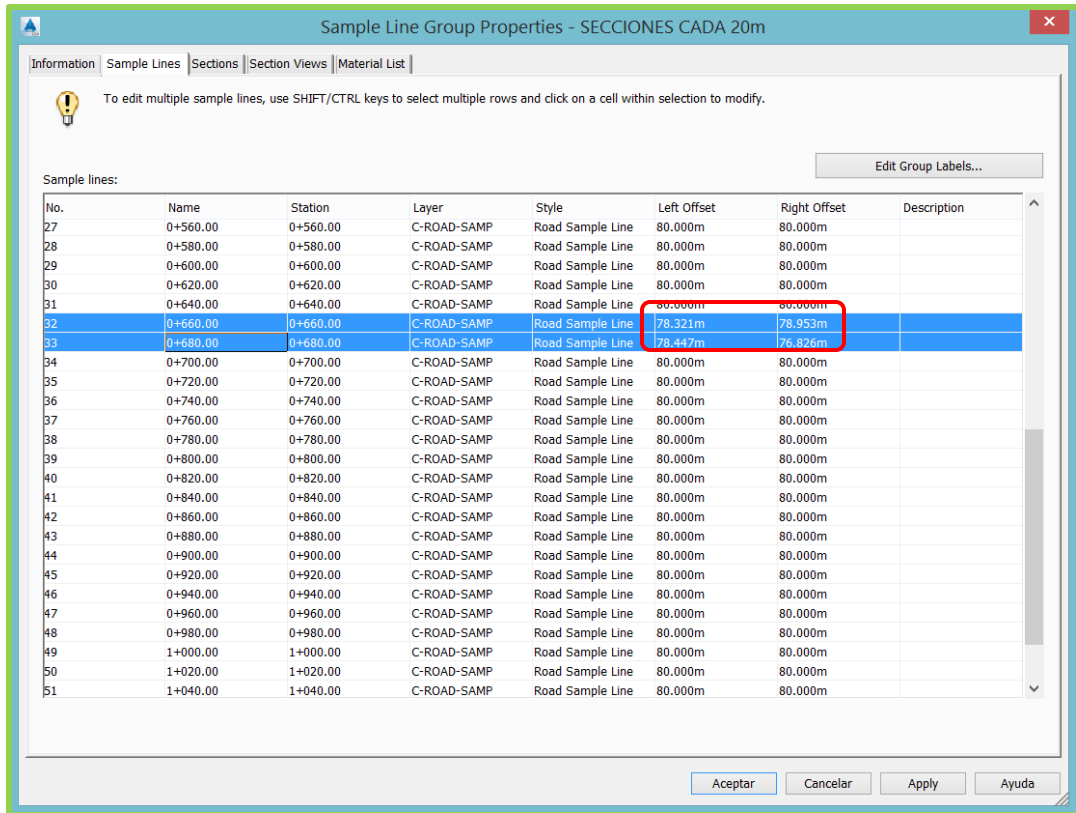 Sample Line Group Properties - SECCIONES CADA 20m
Information Sample Lines Sections Section Views Material List
To edit multiple sample lines, use SHIFT/CTRL keys to select multiple rows and click on a cell within selection to modify.
Edit Group Labels...
Sample lines:
No. Name Station Layer Style Left Offset Right Offset Description
27 0+560.00 0+560.00 C-ROAD-SAMP Road Sample Line 80.000m 80.000m
28 0+580.00 0+580.00 C-ROAD-SAMP Road Sample Line 80.000m 80.000m
29 0+600.00 0+600.00 C-ROAD-SAMP Road Sample Line 80.000m 80.000m
30 0+620.00 0+620.00 C-ROAD-SAMP Road Sample Line 80.000m 80.000m
31 0+640.00 0+640.00 C-ROAD-SAMP Road Sample Line 80.000m 80.000m
32 0+660.00 0+660.00 C-ROAD-SAMP Road Sample Line 78.321m 78.953m
33 0+680.00 0+680.00 C-ROAD-SAMP Road Sample Line 78.447m 76.826m
34 0+700.00 0+700.00 C-ROAD-SAMP Road Sample Line 80.000m 80.000m
35 0+720.00 0+720.00 C-ROAD-SAMP Road Sample Line 80.000m 80.000m
36 0+740.00 0+740.00 C-ROAD-SAMP Road Sample Line 80.000m 80.000m
37 0+760.00 0+760.00 C-ROAD-SAMP Road Sample Line 80.000m 80.000m
38 0+780.00 0+780.00 C-ROAD-SAMP Road Sample Line 80.000m 80.000m
39 0+800.00 0+800.00 C-ROAD-SAMP Road Sample Line 80.000m 80.000m
40 0+820.00 0+820.00 C-ROAD-SAMP Road Sample Line 80.000m 80.000m
41 0+840.00 0+840.00 C-ROAD-SAMP Road Sample Line 80.000m 80.000m
42 0+860.00 0+860.00 C-ROAD-SAMP Road Sample Line 80.000m 80.000m
43 0+880.00 0+880.00 C-ROAD-SAMP Road Sample Line 80.000m 80.000m
44 0+900.00 0+900.00 C-ROAD-SAMP Road Sample Line 80.000m 80.000m
45 0+920.00 0+920.00 C-ROAD-SAMP Road Sample Line 80.000m 80.000m
46 0+940.00 0+940.00 C-ROAD-SAMP Road Sample Line 80.000m 80.000m
47 0+960.00 0+960.00 C-ROAD-SAMP Road Sample Line 80.000m 80.000m
48 0+980.00 0+980.00 C-ROAD-SAMP Road Sample Line 80.000m 80.000m
49 1+000.00 1+000.00 C-ROAD-SAMP Road Sample Line 80.000m 80.000m
50 1+020.00 1+020.00 C-ROAD-SAMP Road Sample Line 80.000m 80.000m
51 1+040.00 1+040.00 C-ROAD-SAMP Road Sample Line 80.000m 80.000m
Aceptar Cancelar Apply Ayuda